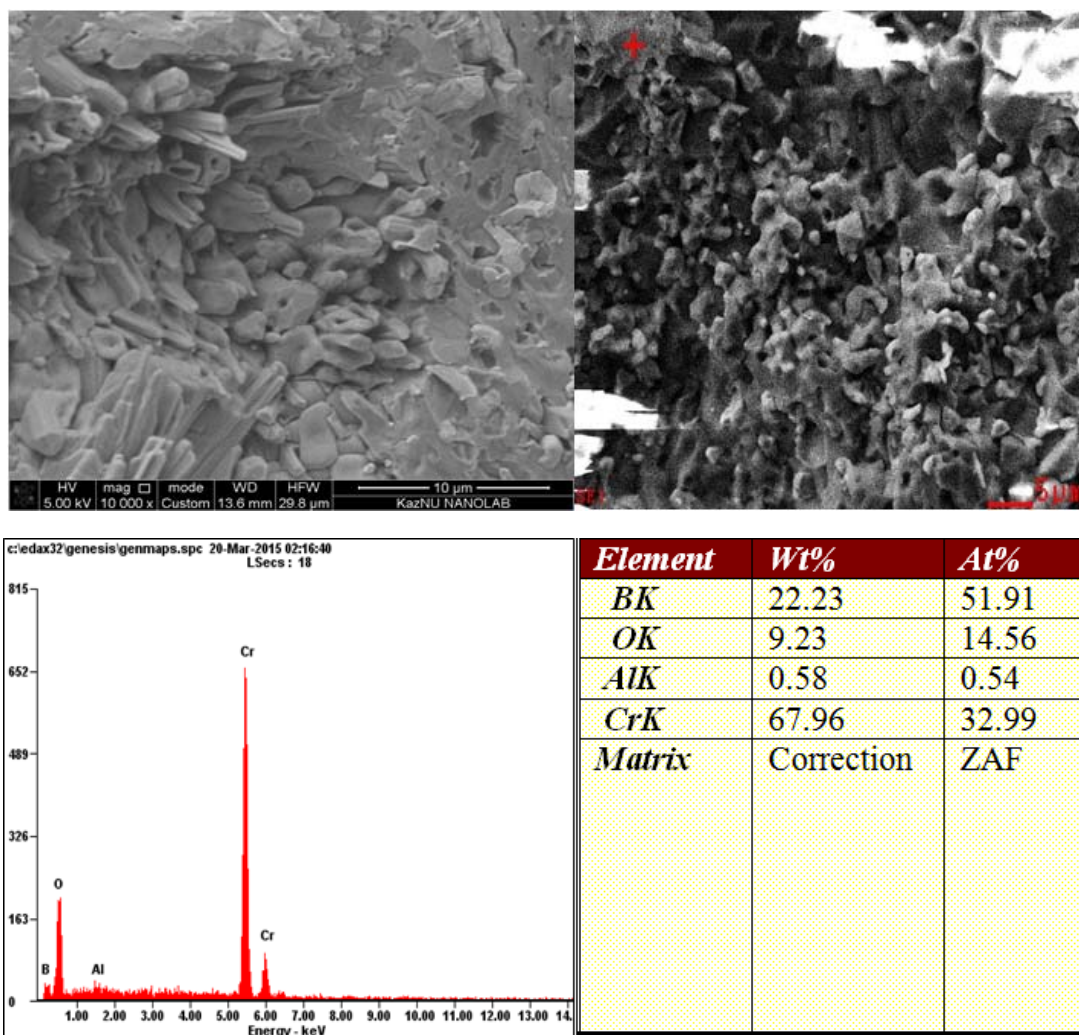 HV mag mode WD HFW 10 µm
5.00 kV 10 000 x Custom 13.6 mm 29.8 µm KazNU NANOLAB
5µm
c:\edax32\genesis\genmaps.spc 20-Mar-2015 02:16:40
LSecs : 18
815
652
489
326
163
0
Cr
O
Cr
B
Al
1.00 2.00 3.00 4.00 5.00 6.00 7.00 8.00 9.00 10.00 11.00 12.00 13.00 14.
Energy - keV
Element Wt% At%
BK 22.23 51.91
OK 9.23 14.56
AlK 0.58 0.54
CrK 67.96 32.99
Matrix Correction ZAF